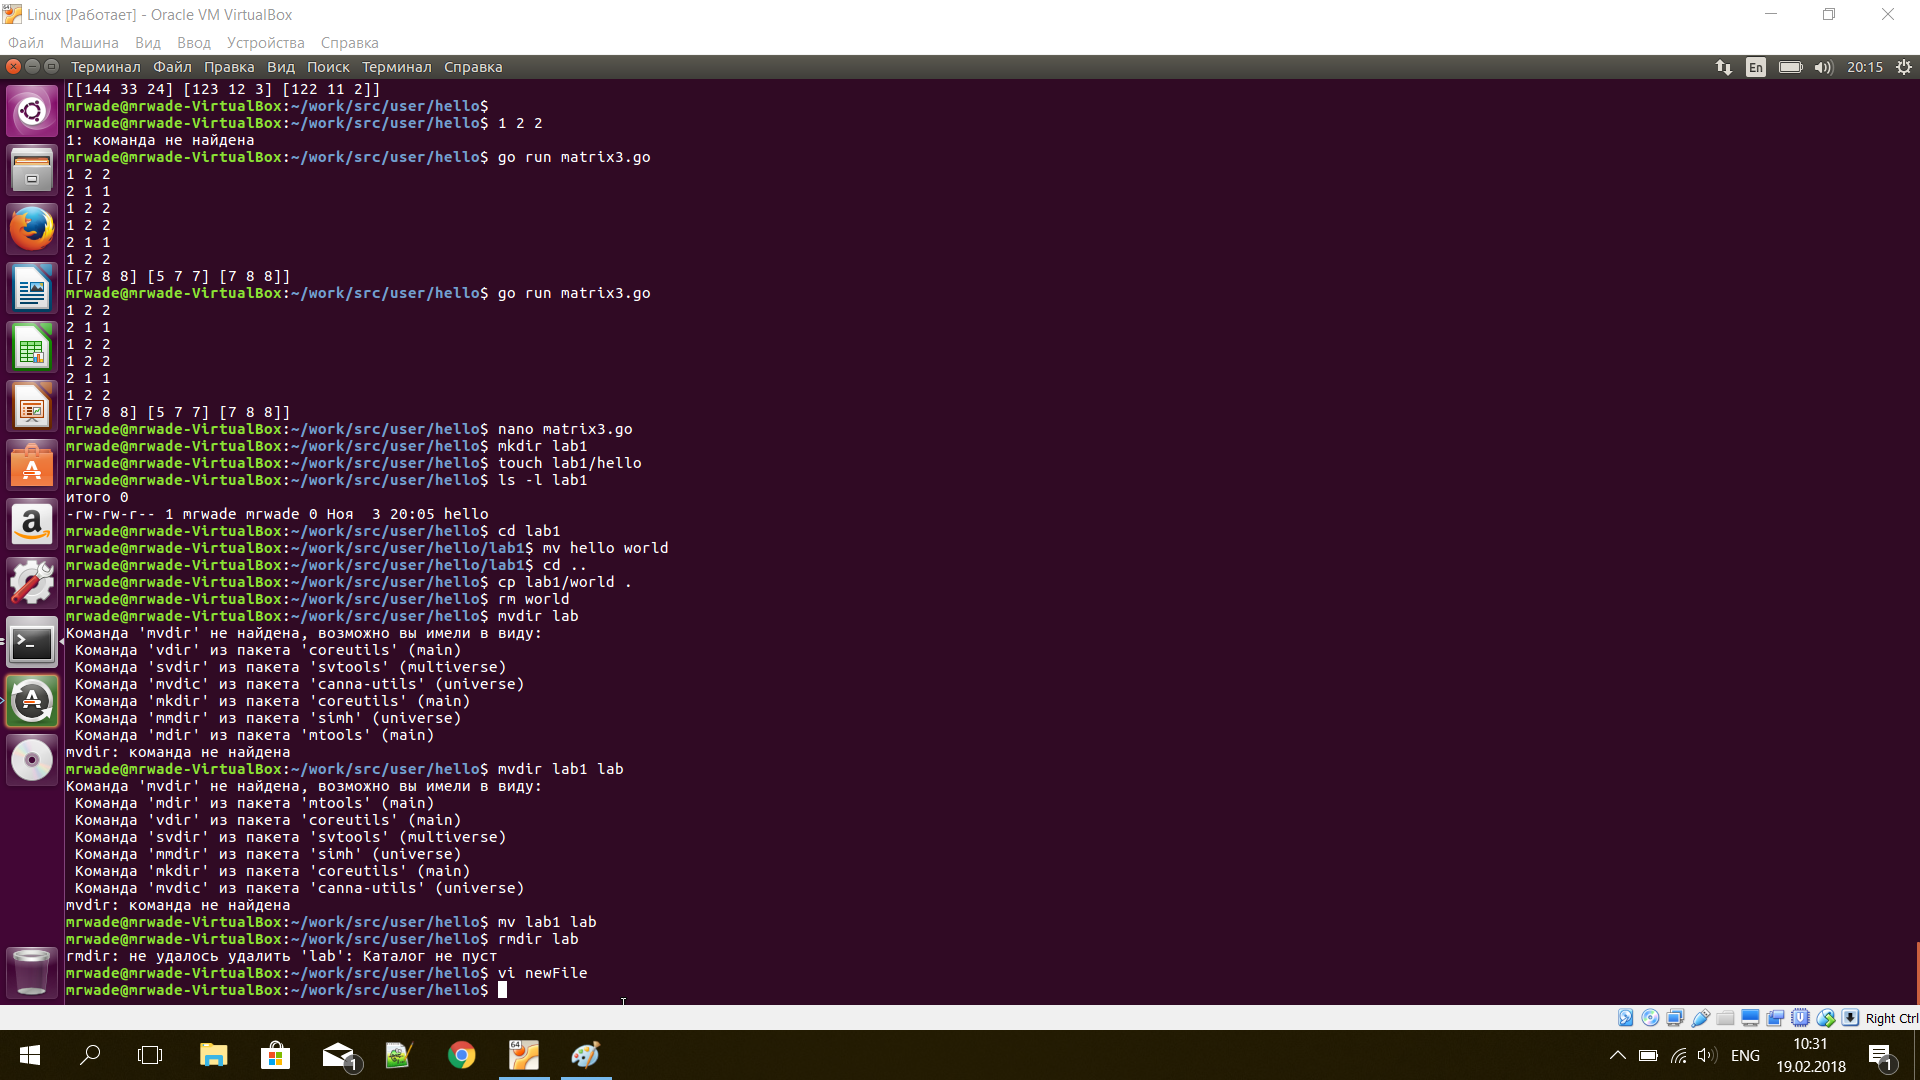 Linux [Работает] - Oracle VM VirtualBox
Файл Машина Вид Ввод Устройства Справка
Терминал Файл Правка Вид Поиск Терминал Справка En 20:15
[[144 33 24] [123 12 3] [122 11 2]]
mrwade@mrwade-VirtualBox:~/work/src/user/hello$
mrwade@mrwade-VirtualBox:~/work/src/user/hello$ 1 2 2
1: команда не найдена
mrwade@mrwade-VirtualBox:~/work/src/user/hello$ go run matrix3.go
1 2 2
2 1 1
1 2 2
1 2 2
2 1 1
1 2 2
[[7 8 8] [5 7 7] [7 8 8]]
mrwade@mrwade-VirtualBox:~/work/src/user/hello$ go run matrix3.go
1 2 2
2 1 1
1 2 2
1 2 2
2 1 1
1 2 2
[[7 8 8] [5 7 7] [7 8 8]]
mrwade@mrwade-VirtualBox:~/work/src/user/hello$ nano matrix3.go
mrwade@mrwade-VirtualBox:~/work/src/user/hello$ mkdir lab1
mrwade@mrwade-VirtualBox:~/work/src/user/hello$ touch lab1/hello
mrwade@mrwade-VirtualBox:~/work/src/user/hello$ ls -l lab1
итого 0
-rw-rw-r-- 1 mrwade mrwade 0 Ноя  3 20:05 hello
mrwade@mrwade-VirtualBox:~/work/src/user/hello$ cd lab1
mrwade@mrwade-VirtualBox:~/work/src/user/hello/lab1$ mv hello world
mrwade@mrwade-VirtualBox:~/work/src/user/hello/lab1$ cd ..
mrwade@mrwade-VirtualBox:~/work/src/user/hello$ cp lab1/world .
mrwade@mrwade-VirtualBox:~/work/src/user/hello$ rm world
mrwade@mrwade-VirtualBox:~/work/src/user/hello$ mvdir lab
Команда 'mvdir' не найдена, возможно вы имели в виду:
 Команда 'vdir' из пакета 'coreutils' (main)
 Команда 'svdir' из пакета 'svtools' (multiverse)
 Команда 'mvdic' из пакета 'canna-utils' (universe)
 Команда 'mkdir' из пакета 'coreutils' (main)
 Команда 'mmdir' из пакета 'simh' (universe)
 Команда 'mdir' из пакета 'mtools' (main)
mvdir: команда не найдена
mrwade@mrwade-VirtualBox:~/work/src/user/hello$ mvdir lab1 lab
Команда 'mvdir' не найдена, возможно вы имели в виду:
 Команда 'mdir' из пакета 'mtools' (main)
 Команда 'vdir' из пакета 'coreutils' (main)
 Команда 'svdir' из пакета 'svtools' (multiverse)
 Команда 'mmdir' из пакета 'simh' (universe)
 Команда 'mkdir' из пакета 'coreutils' (main)
 Команда 'mvdic' из пакета 'canna-utils' (universe)
mvdir: команда не найдена
mrwade@mrwade-VirtualBox:~/work/src/user/hello$ mv lab1 lab
mrwade@mrwade-VirtualBox:~/work/src/user/hello$ rmdir lab
rmdir: не удалось удалить 'lab': Каталог не пуст
mrwade@mrwade-VirtualBox:~/work/src/user/hello$ vi newFile
mrwade@mrwade-VirtualBox:~/work/src/user/hello$
Right Ctrl
1 64 ENG 10:31
19.02.2018 1